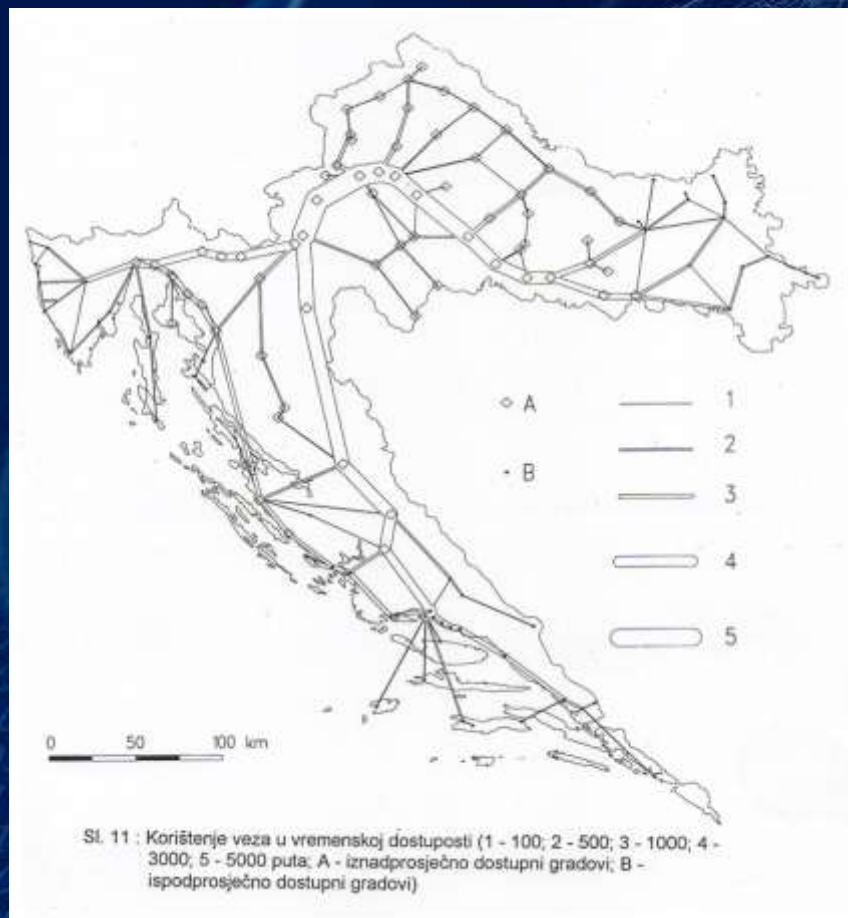 A
B
1
2
3
4
5
0 50 100 km
Sl. 11 : Korištenje veza u vremenskoj dostuposti (1 - 100; 2 - 500; 3 - 1000; 4 -
3000; 5 - 5000 puta; A - iznadprosječno dostupni gradovi; B -
ispodprosječno dostupni gradovi)